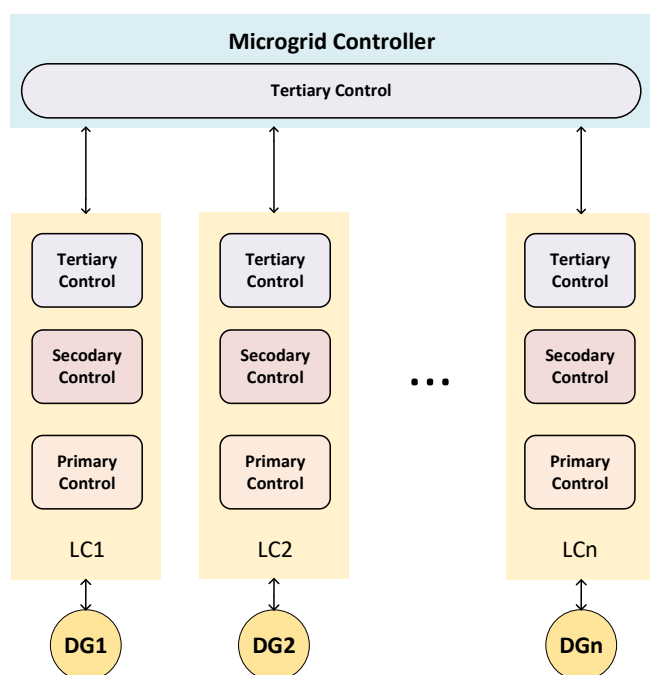 Microgrid Controller
Tertiary Control
Tertiary
Control
Secodary
Control
Primary
Control
LC1
DG1
Tertiary
Control
Secodary
Control
Primary
Control
LC2
DG2
...
Tertiary
Control
Secodary
Control
Primary
Control
LCn
DGn